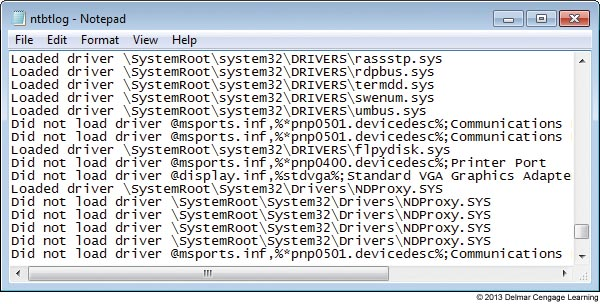 ntbtlog - Notepad
File Edit Format View Help
Loaded driver \SystemRoot\system32\DRIVERS\rassstp.sys
Loaded driver \SystemRoot\system32\DRIVERS\rdpbus.sys
Loaded driver \SystemRoot\system32\DRIVERS\termdd.sys
Loaded driver \SystemRoot\system32\DRIVERS\swenum.sys
Loaded driver \SystemRoot\system32\DRIVERS\umbus.sys
Did not load driver @msports.inf,%*pnp0501.devicedesc%;Communications
Did not load driver @msports.inf,%*pnp0501.devicedesc%;Communications
Loaded driver \SystemRoot\system32\DRIVERS\flpydisk.sys
Did not load driver @msports.inf,%*pnp0400.devicedesc%;Printer Port
Did not load driver @display.inf,%stdvga%;Standard VGA Graphics Adapte
Loaded driver \SystemRoot\System32\Drivers\NDProxy.SYS
Did not load driver \SystemRoot\System32\Drivers\NDProxy.SYS
Did not load driver \SystemRoot\System32\Drivers\NDProxy.SYS
Did not load driver \SystemRoot\System32\Drivers\NDProxy.SYS
Did not load driver \SystemRoot\System32\Drivers\NDProxy.SYS
Did not load driver @msports.inf,%*pnp0501.devicedesc%;Communications
© 2013 Delmar Cengage Learning